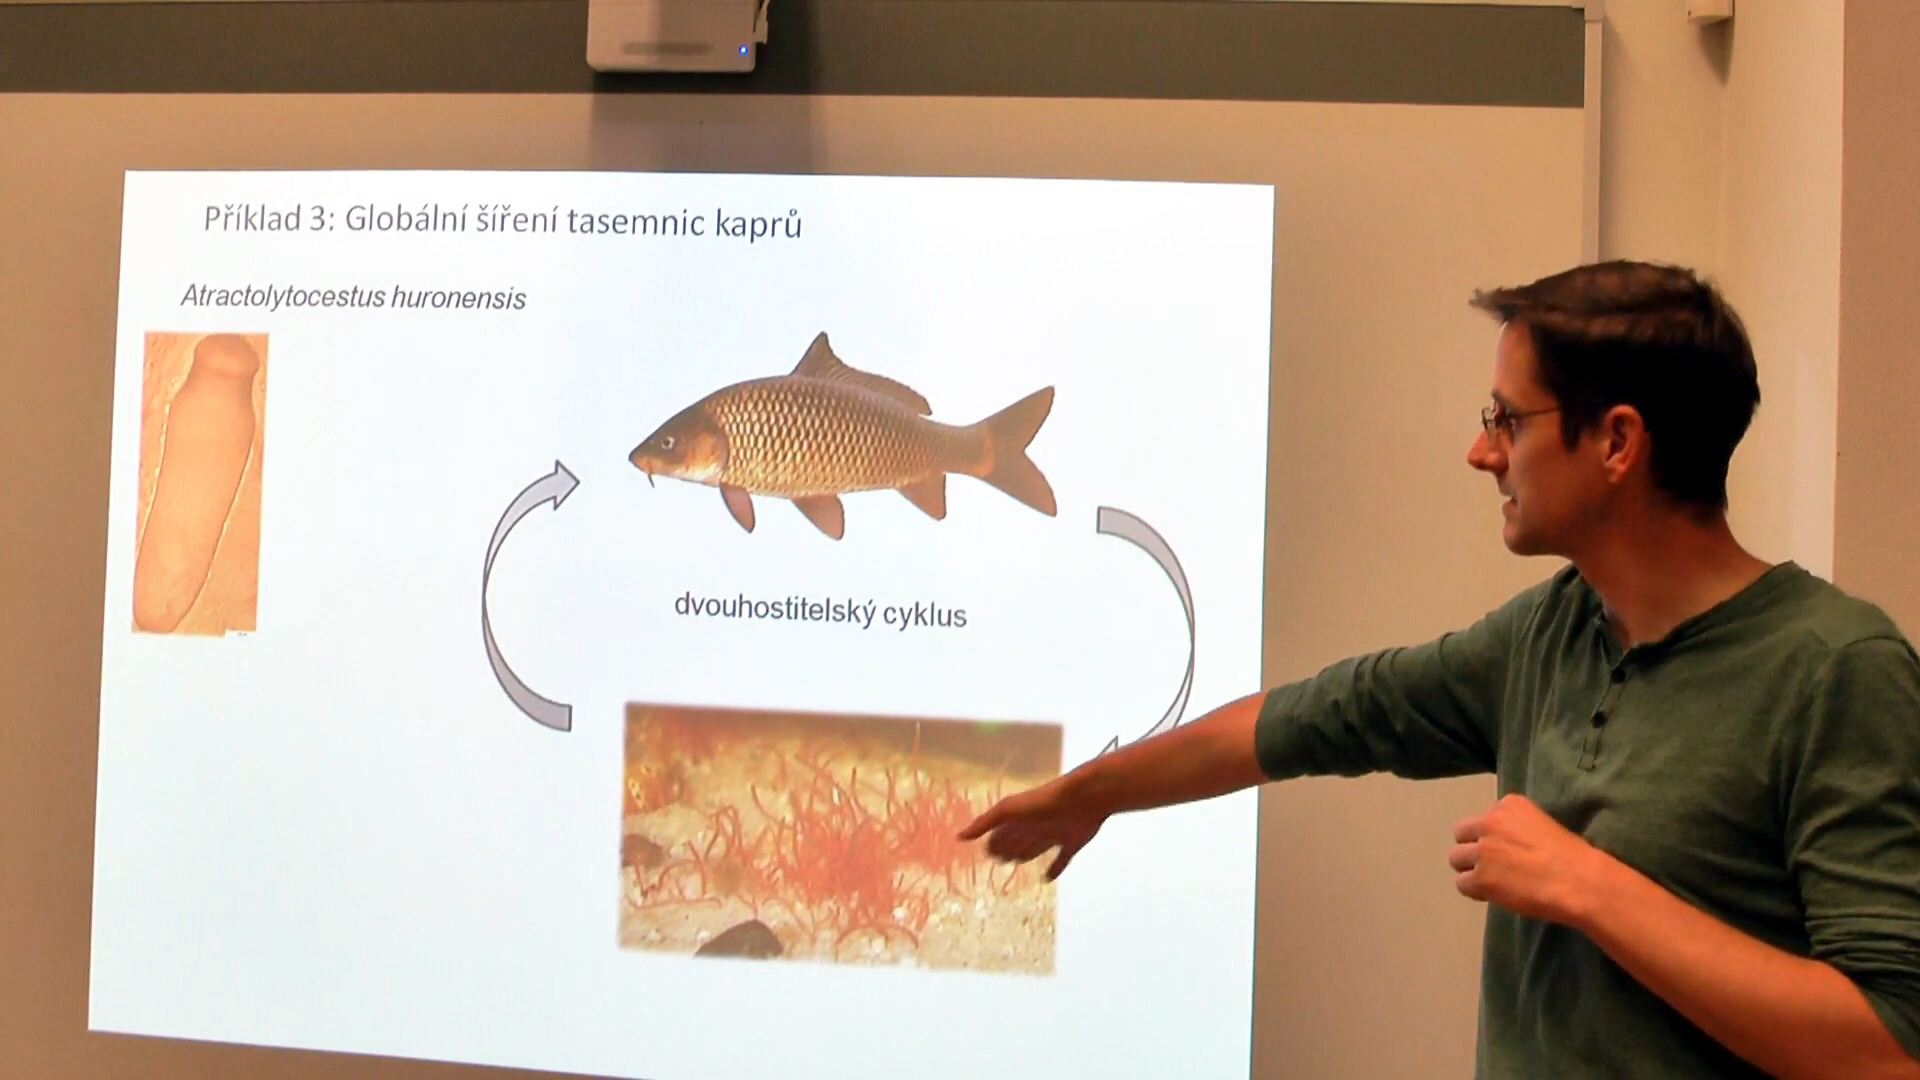 Příklad 3: Globální šíření tasemnic kaprů
Atractolytocestus huronensis
dvouhostitelský cyklus